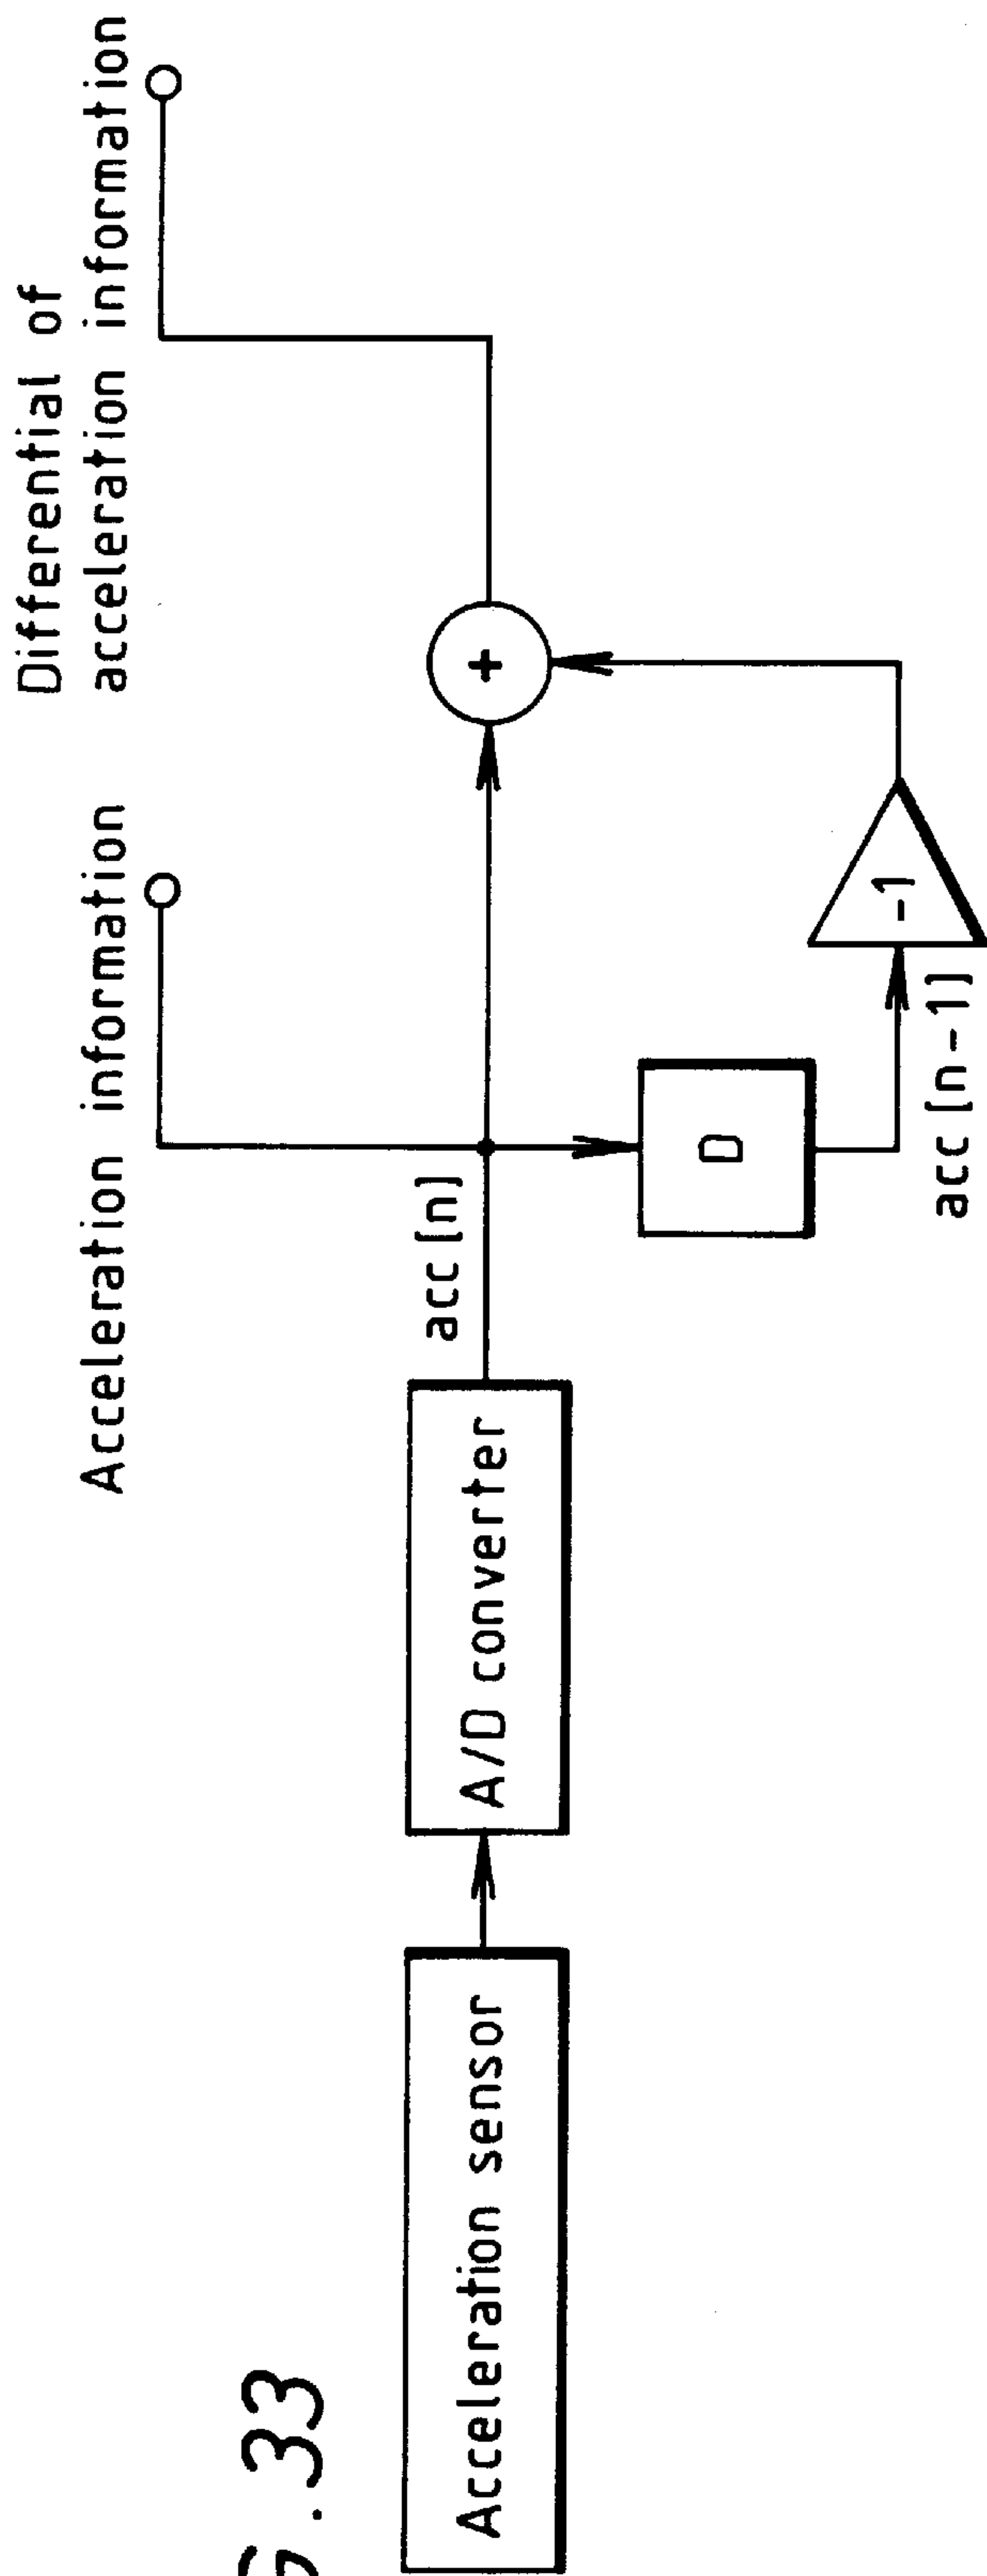 G.33
Acceleration sensor
A/D converter
acc [n]
Acceleration information
Differential of
acceleration information
D
acc [n-1]
-1
+